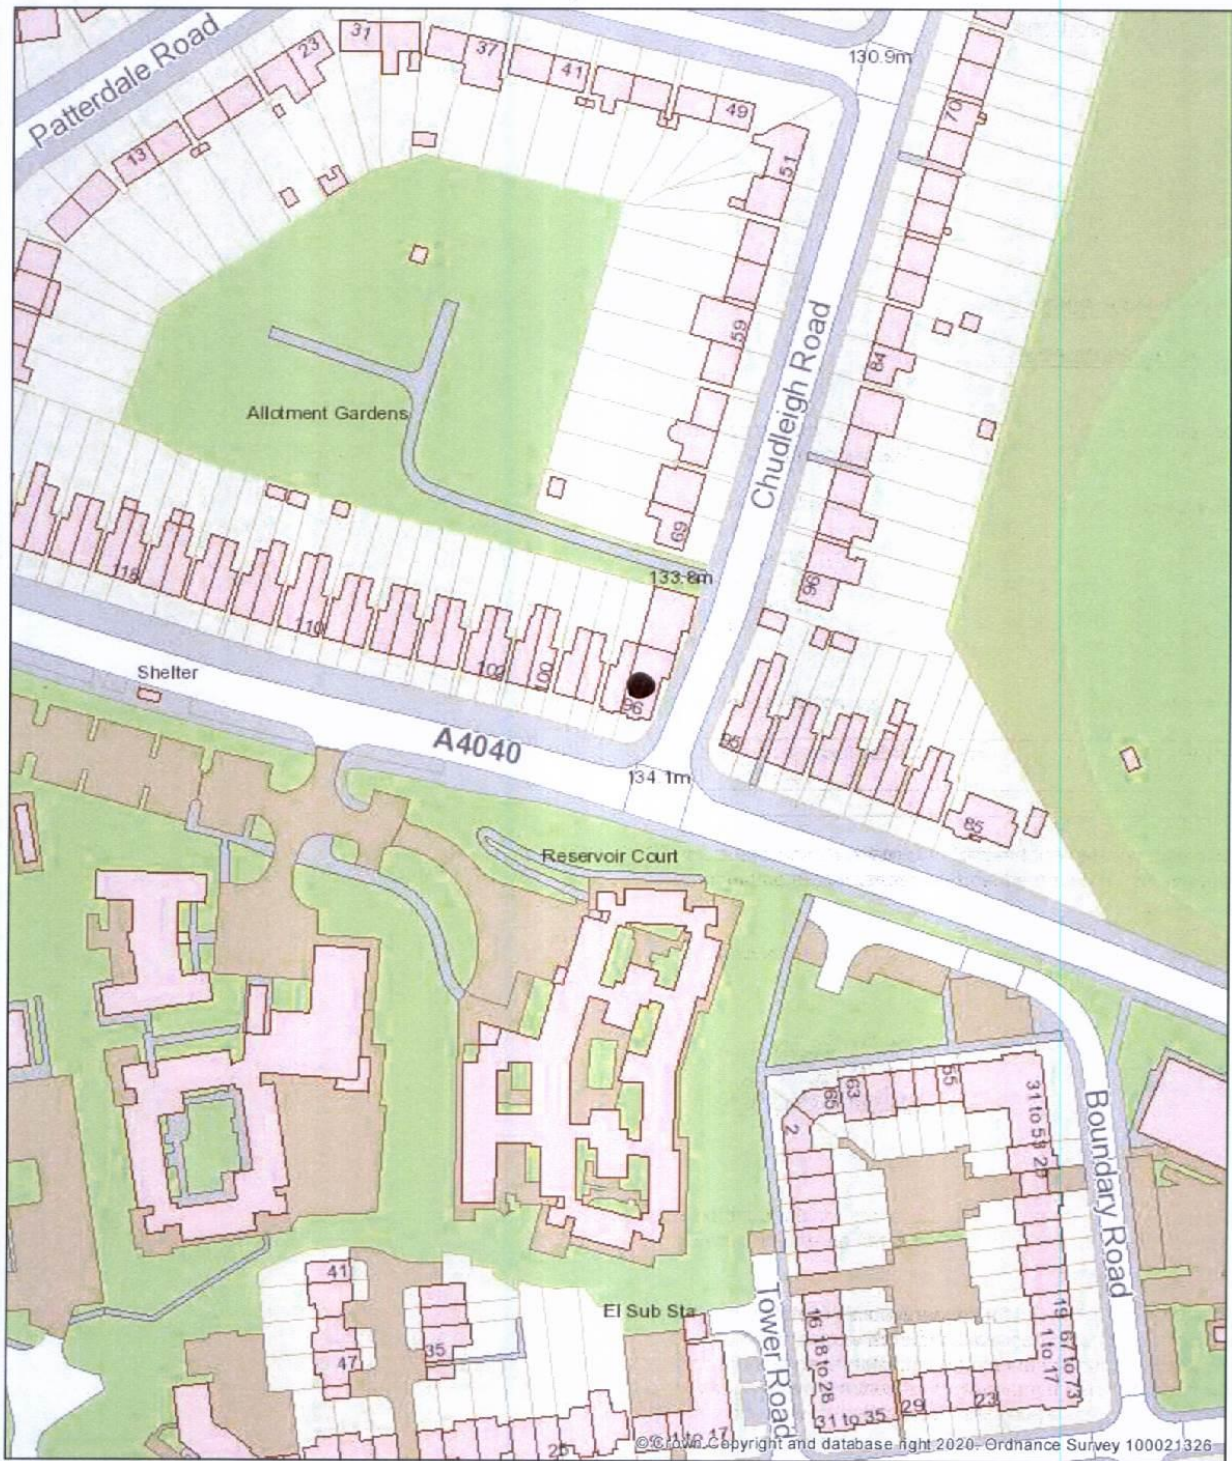 Patterdale Road
31
23
37
41
49
13
130.9m
70
51
59
84
Chudleigh Road
Allotment Gardens
69
96
133.8m
118
110
102
100
96
95
85
Shelter
A4040
134.1m
Reservoir Court
65
63
55
2
31 to 53
Boundary Road
41
47
35
El Sub Sta
Tower Road
16
18 to 28
31 to 35
29
23
19
1 to 17
67 to 73
25
© Crown Copyright and database right 2020. Ordnance Survey 100021326